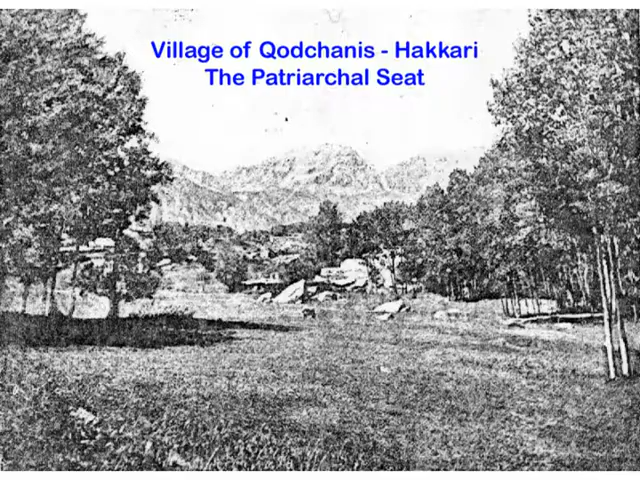 Village of Qodchanis - Hakkari
The Patriarchal Seat